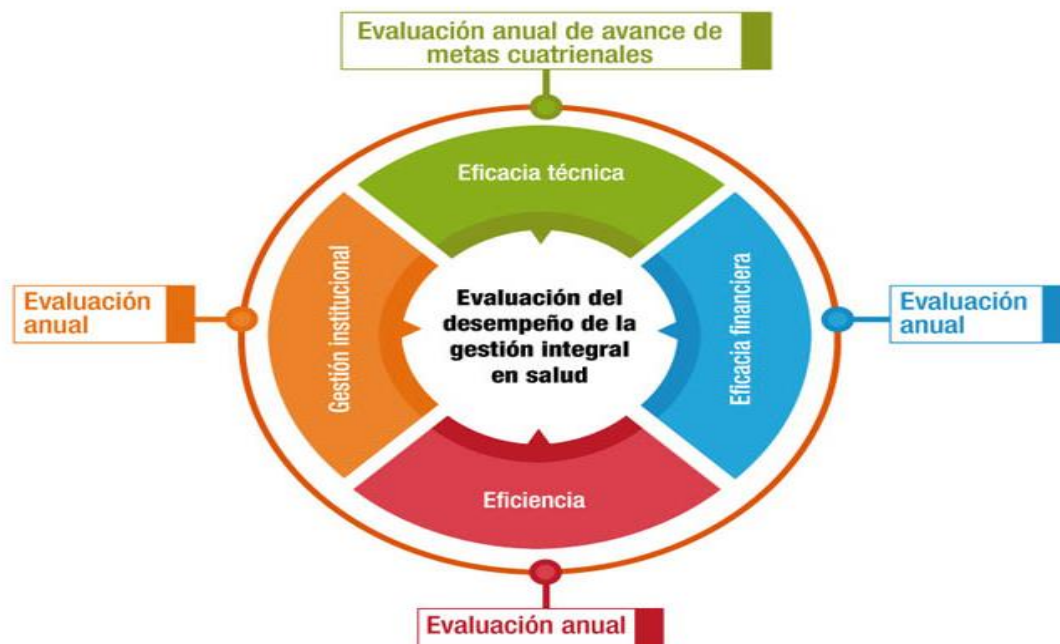 Evaluación anual de avance de
metas cuatrienales
Eficacia técnica
Evaluación
anual
Gestión institucional
Evaluación del
desempeño de la
gestión integral
en salud
Eficacia financiera
Evaluación
anual
Eficiencia
Evaluación anual